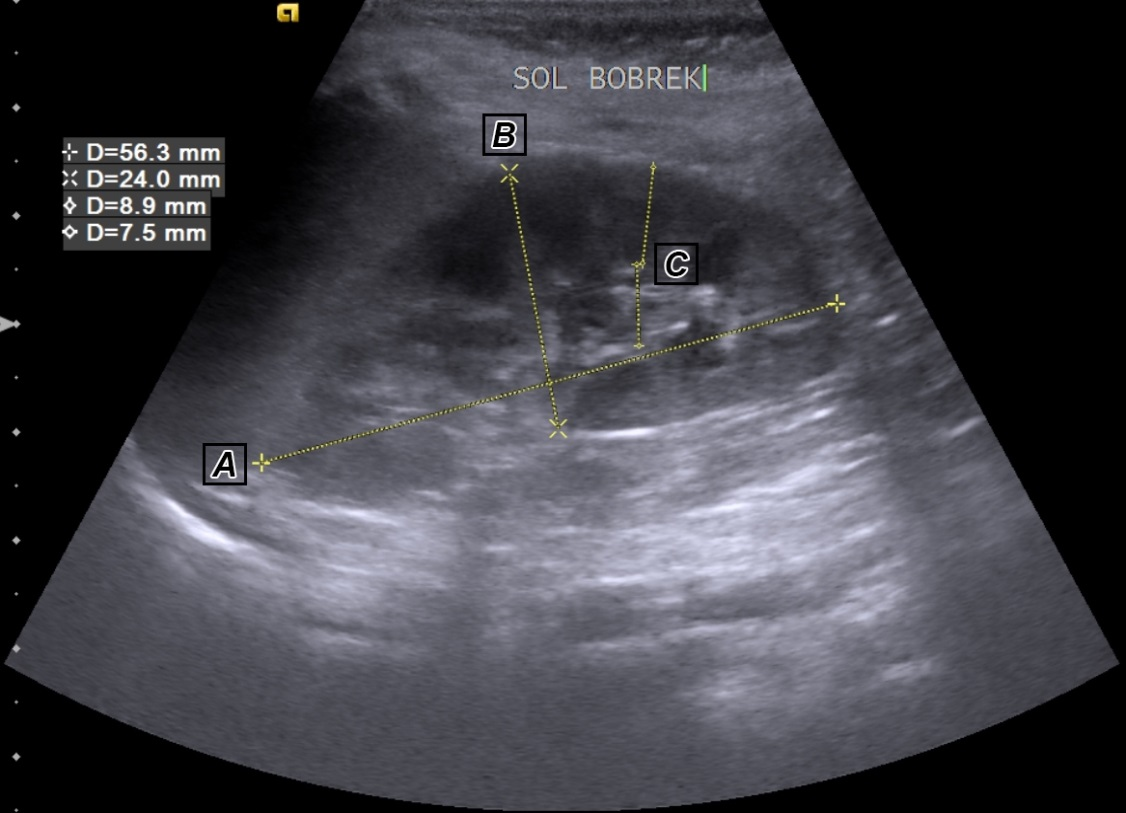 SOL BOBREK
B
D=56.3 mm
D=24.0 mm
D=8.9 mm
D=7.5 mm
C
A